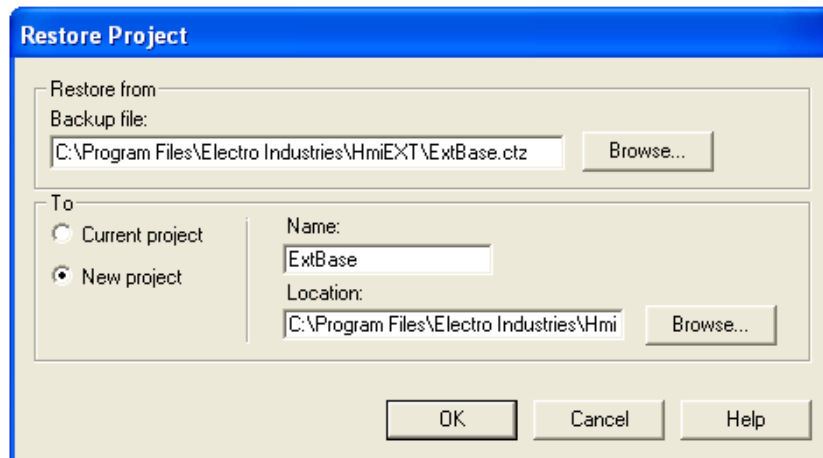 Restore Project
Restore from
Backup file:
C:\Program Files\Electro Industries\HmiEXT\ExtBase.ctz
Browse...
To
Current project
New project
Name:
ExtBase
Location:
C:\Program Files\Electro Industries\Hmi
Browse...
OK
Cancel
Help